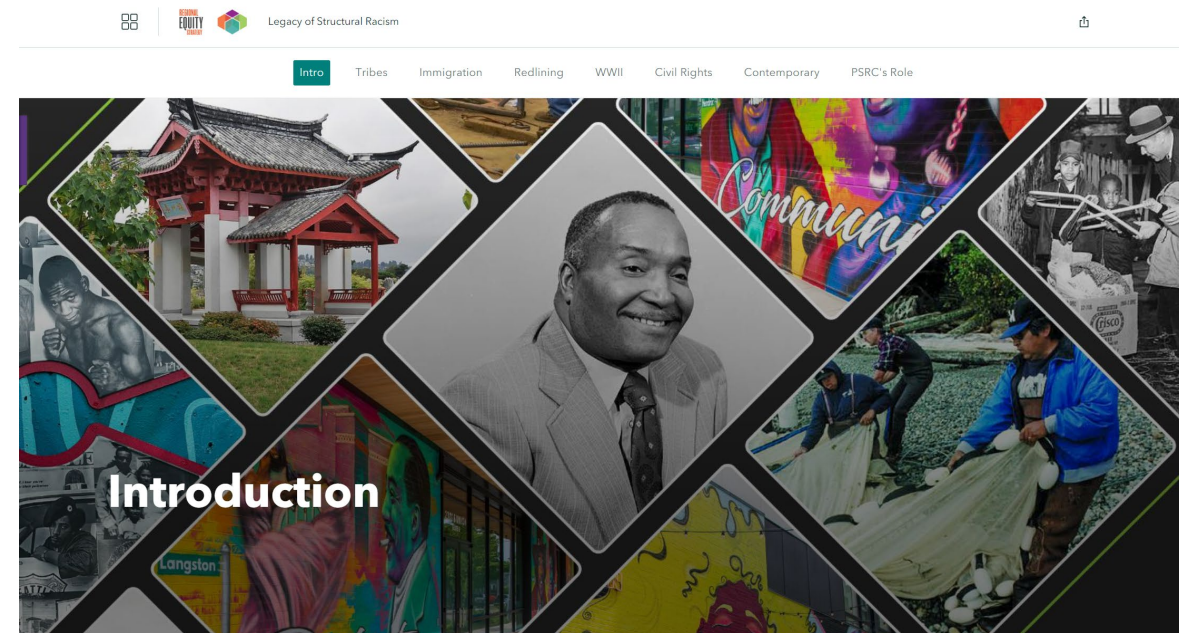 REGIONAL
EQUITY
STRATEGY
Legacy of Structural Racism
Intro
Tribes
Immigration
Redlining
WWII
Civil Rights
Contemporary
PSRC's Role
Communi
Crisco
Introduction
Langston